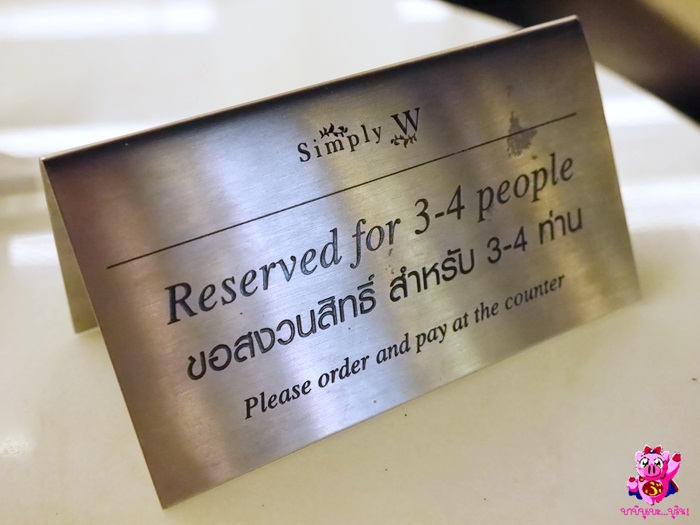 Simply W
Reserved for 3-4 people
ขอสงวนสิทธิ์ สำหรับ 3-4 ท่าน
Please order and pay at the counter